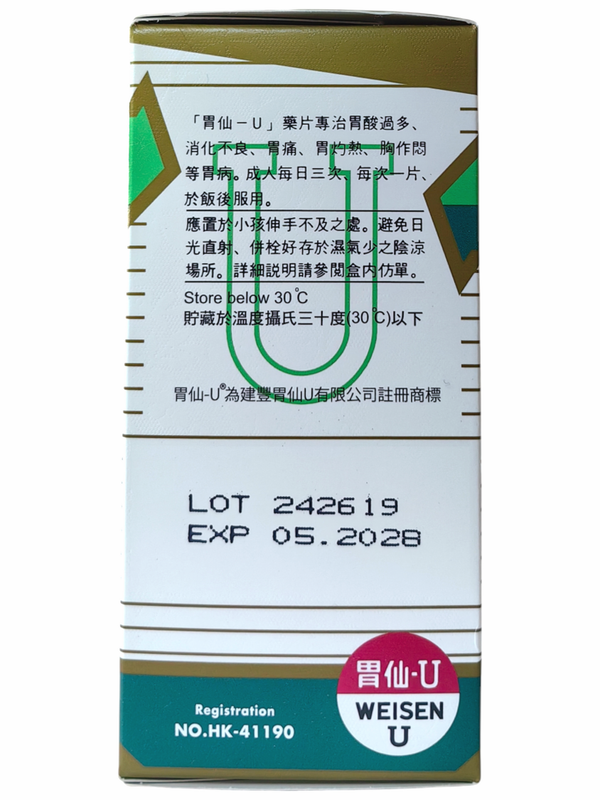 「胃仙－U」藥片專治胃酸過多、
消化不良、胃痛、胃灼熱、胸作悶
等胃病。成人每日三次、每次一片、
於飯後服用。
應置於小孩伸手不及之處。避免日
光直射、併栓好存於濕氣少之陰涼
場所。詳細説明請參閱盒内仿單。
Store below 30℃
貯藏於溫度攝氏三十度(30℃)以下
胃仙-U®為建豐胃仙U有限公司註冊商標
LOT 242619
EXP 05.2028
胃仙-U
WEISEN
U
Registration
NO.HK-41190